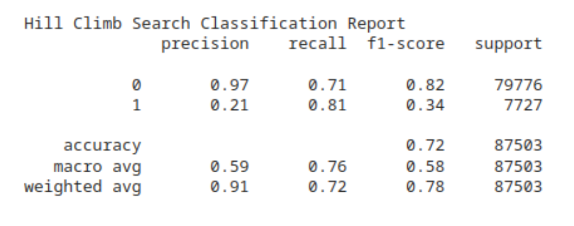 Hill Climb Search Classification Report
precision recall f1-score support
0 0.97 0.71 0.82 79776
1 0.21 0.81 0.34 7727
accuracy 0.72 87503
macro avg 0.59 0.76 0.58 87503
weighted avg 0.91 0.72 0.78 87503